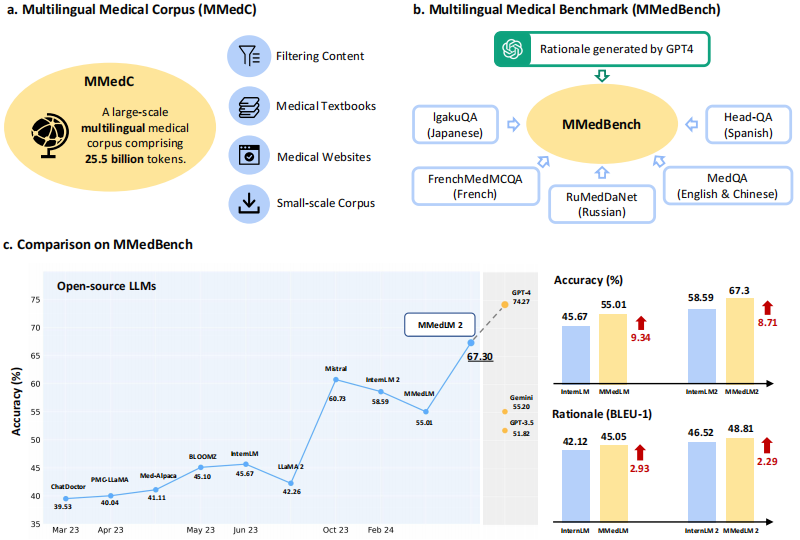 a. Multilingual Medical Corpus (MMedC)
MMedC
A large-scale
multilingual medical
corpus comprising
25.5 billion tokens.
Filtering Content
Medical Textbooks
Medical Websites
Small-scale Corpus
b. Multilingual Medical Benchmark (MMedBench)
Rationale generated by GPT4
MMedBench
IgakuQA
(Japanese)
Head-QA
(Spanish)
FrenchMedMCQA
(French)
RuMedDaNet
(Russian)
MedQA
(English & Chinese)
c. Comparison on MMedBench
Open-source LLMs
Accuracy (%)
75
70
65
60
55
50
45
40
35
ChatDoctor
39.53
PMC-LLaMA
40.04
Med-Alpaca
41.11
BLOOMZ
45.10
InternLM
45.67
LLaMA 2
42.26
Mistral
60.73
InternLM 2
58.59
MMedLM
55.01
MMedLM 2
67.30
GPT-4
74.27
Gemini
55.20
GPT-3.5
51.82
Mar 23
Apr 23
May 23
Jun 23
Oct 23
Feb 24
Accuracy (%)
45.67
55.01
9.34
58.59
67.3
8.71
InternLM
MMedLM
InternLM2
MMedLM2
Rationale (BLEU-1)
42.12
45.05
2.93
46.52
48.81
2.29
InternLM
MMedLM
InternLM 2
MMedLM 2